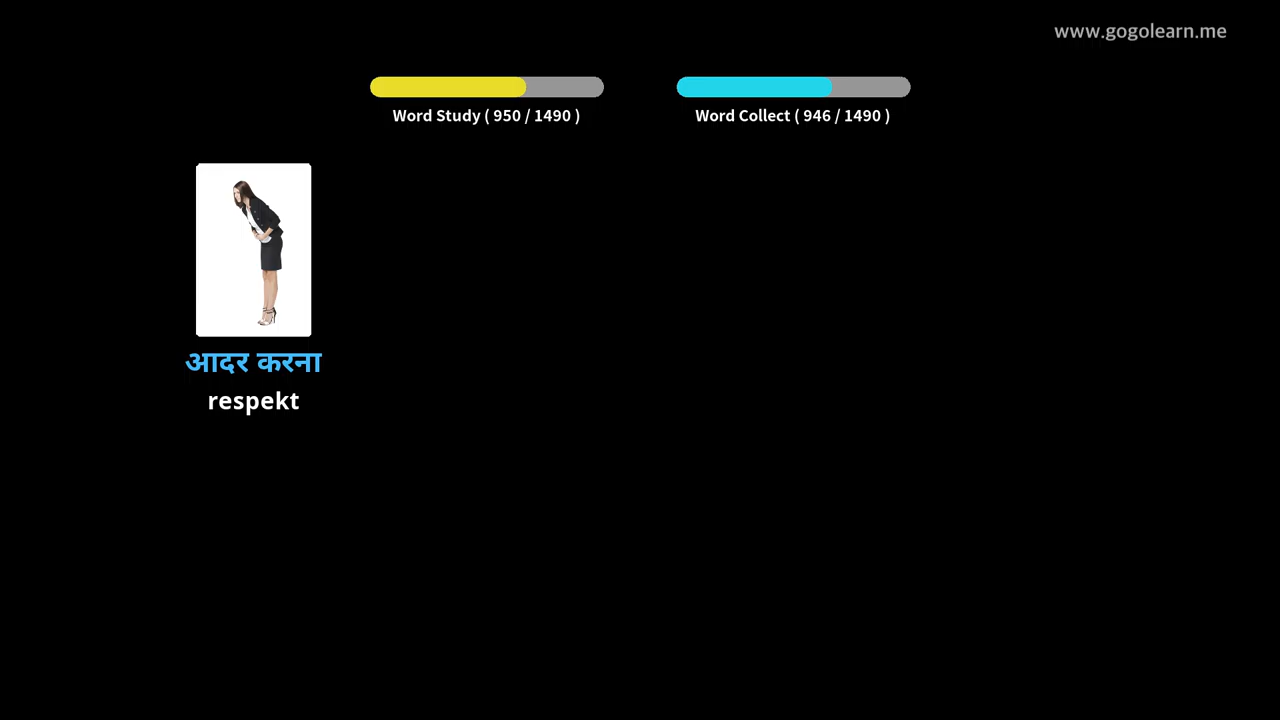 www.gogolearn.me
Word Study ( 950 / 1490 )
Word Collect ( 946 / 1490 )
आदर करना
respekt